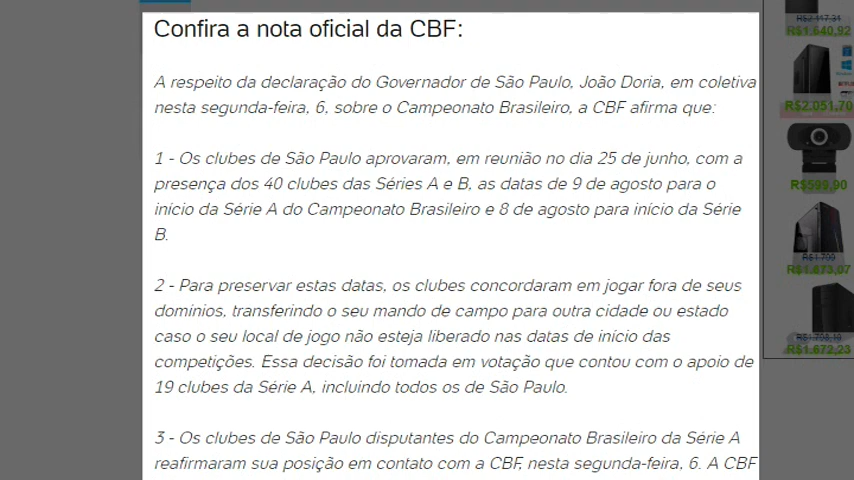 Confira a nota oficial da CBF:
A respeito da declaração do Governador de São Paulo, João Doria, em coletiva
nesta segunda-feira, 6, sobre o Campeonato Brasileiro, a CBF afirma que:
1 - Os clubes de São Paulo aprovaram, em reunião no dia 25 de junho, com a
presença dos 40 clubes das Séries A e B, as datas de 9 de agosto para o
início da Série A do Campeonato Brasileiro e 8 de agosto para início da Série
B.
2 - Para preservar estas datas, os clubes concordaram em jogar fora de seus
domínios, transferindo o seu mando de campo para outra cidade ou estado
caso o seu local de jogo não esteja liberado nas datas de início das
competições. Essa decisão foi tomada em votação que contou com o apoio de
19 clubes da Série A, incluindo todos os de São Paulo.
3 - Os clubes de São Paulo disputantes do Campeonato Brasileiro da Série A
reafirmaram sua posição em contato com a CBF, nesta segunda-feira, 6. A CBF
R$2.117,31
R$1.640,92
R$2.051,70
R$599,90
R$1.799
R$1.673,07
R$1.672,23